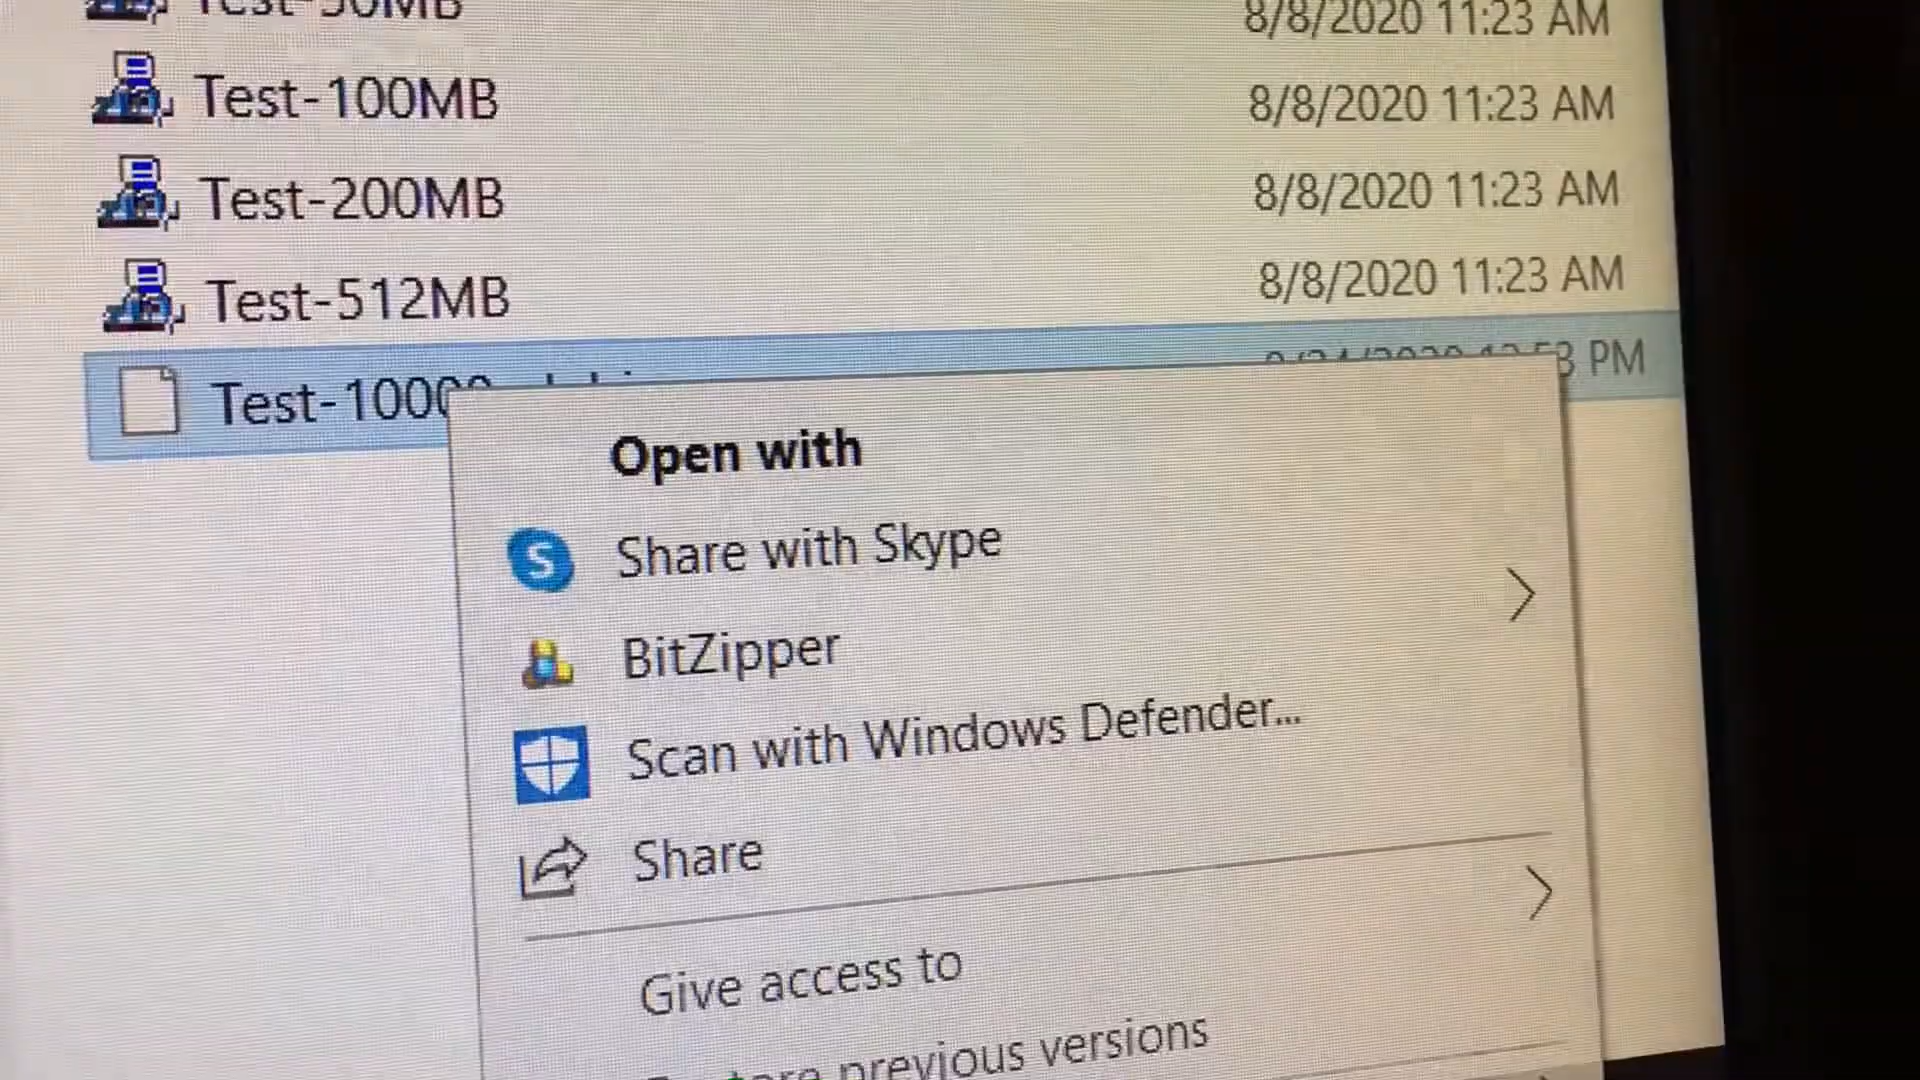 Test-50MB 8/8/2020 11:23 AM
Test-100MB 8/8/2020 11:23 AM
Test-200MB 8/8/2020 11:23 AM
Test-512MB 8/8/2020 11:23 AM
PM
Open with
Share with Skype
BitZipper
Scan with Windows Defender...
Share
Give access to
previous versions